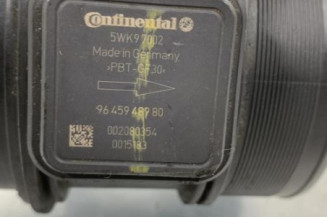 Continental
5WK97002
Made in Germany
>PBT-GF30<
96 459 489 80
002080354
0015183